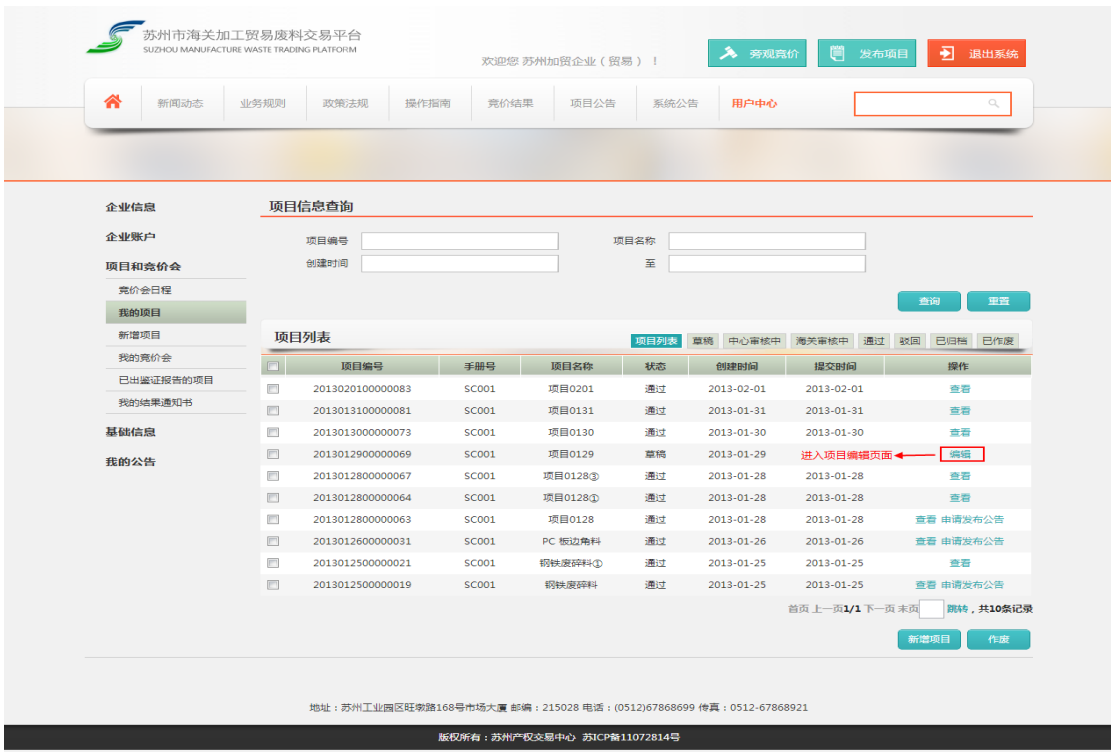 苏州市海关加工贸易废料交易平台
SUZHOU MANUFACTURE WASTE TRADING PLATFORM
欢迎您 苏州加贸企业（贸易）！
旁观竞价 发布项目 退出系统
新闻动态 业务规则 政策法规 操作指南 竞价结果 项目公告 系统公告 用户中心
企业信息
企业账户
项目和竞价会
竞价会日程
我的项目
新增项目
我的竞价会
已出鉴证报告的项目
我的结果通知书
基础信息
我的公告
项目信息查询
项目编号 项目名称
创建时间 至
查询 重置
项目列表 项目列表 草稿 中心审核中 海关审核中 通过 驳回 已归档 已作废
项目编号 手册号 项目名称 状态 创建时间 提交时间 操作
2013020100000083 SC001 项目0201 通过 2013-02-01 2013-02-01 查看
2013013100000081 SC001 项目0131 通过 2013-01-31 2013-01-31 查看
2013013000000073 SC001 项目0130 通过 2013-01-30 2013-01-30 查看
2013012900000069 SC001 项目0129 草稿 2013-01-29 进入项目编辑页面 编辑
2013012800000067 SC001 项目0128③ 通过 2013-01-28 2013-01-28 查看
2013012800000064 SC001 项目0128① 通过 2013-01-28 2013-01-28 查看
2013012800000063 SC001 项目0128 通过 2013-01-28 2013-01-28 查看 申请发布公告
2013012600000031 SC001 PC 板边角料 通过 2013-01-26 2013-01-26 查看 申请发布公告
2013012500000021 SC001 钢铁废碎料① 通过 2013-01-25 2013-01-25 查看
2013012500000019 SC001 钢铁废碎料 通过 2013-01-25 2013-01-25 查看 申请发布公告
首页 上一页1/1 下一页 末页 跳转，共10条记录
新增项目 作废
地址：苏州工业园区旺墩路168号市场大厦 邮编：215028 电话：(0512)67868699 传真：0512-67868921
版权所有：苏州产权交易中心 苏ICP备11072814号